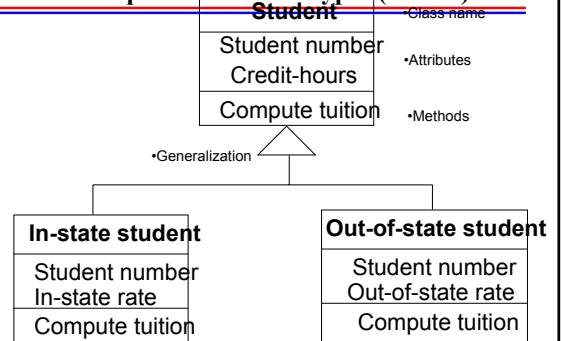 Student
•Class name
Student number
Credit-hours
•Attributes
Compute tuition
•Methods
•Generalization
In-state student
Student number
In-state rate
Compute tuition
Out-of-state student
Student number
Out-of-state rate
Compute tuition